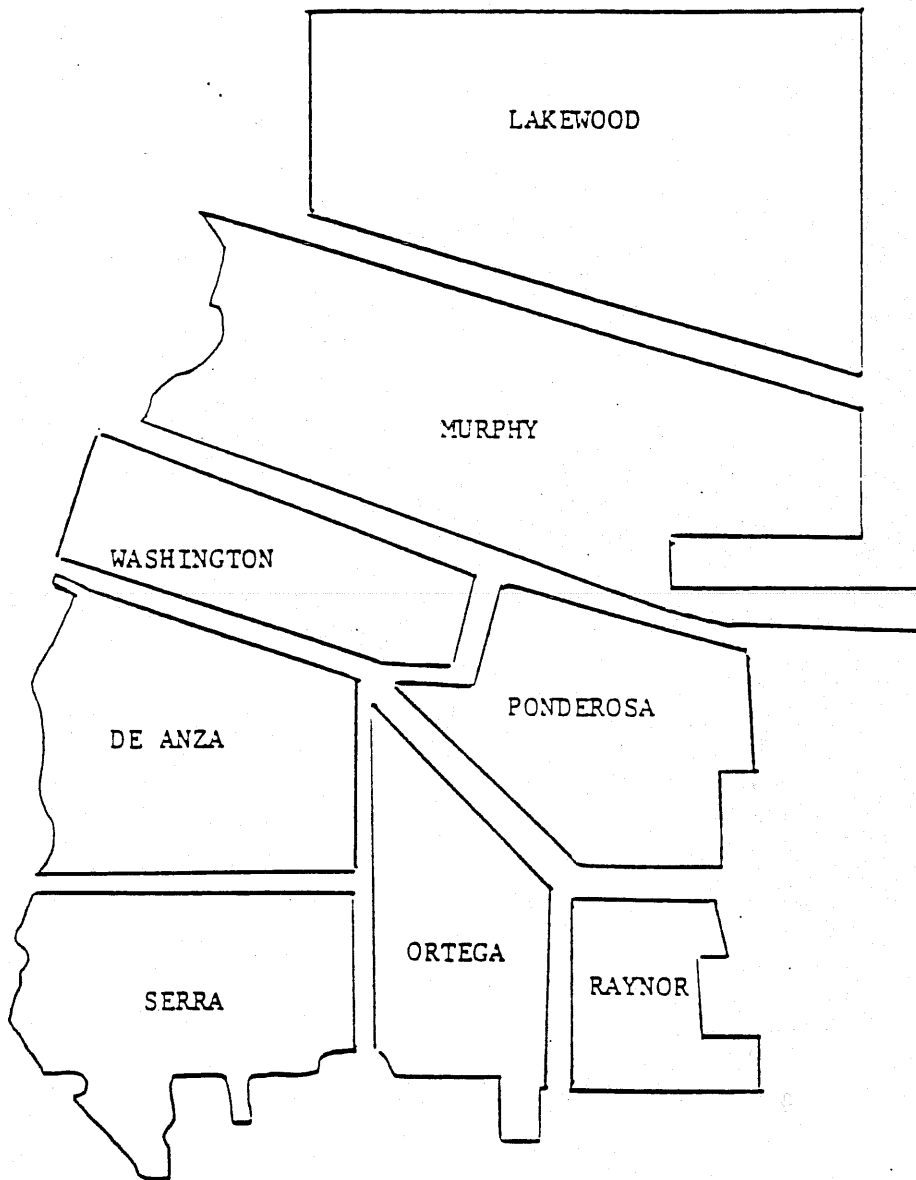 LAKEWOOD
MURPHY
WASHINGTON
PONDEROSA
DE ANZA
ORTEGA
RAYNOR
SERRA